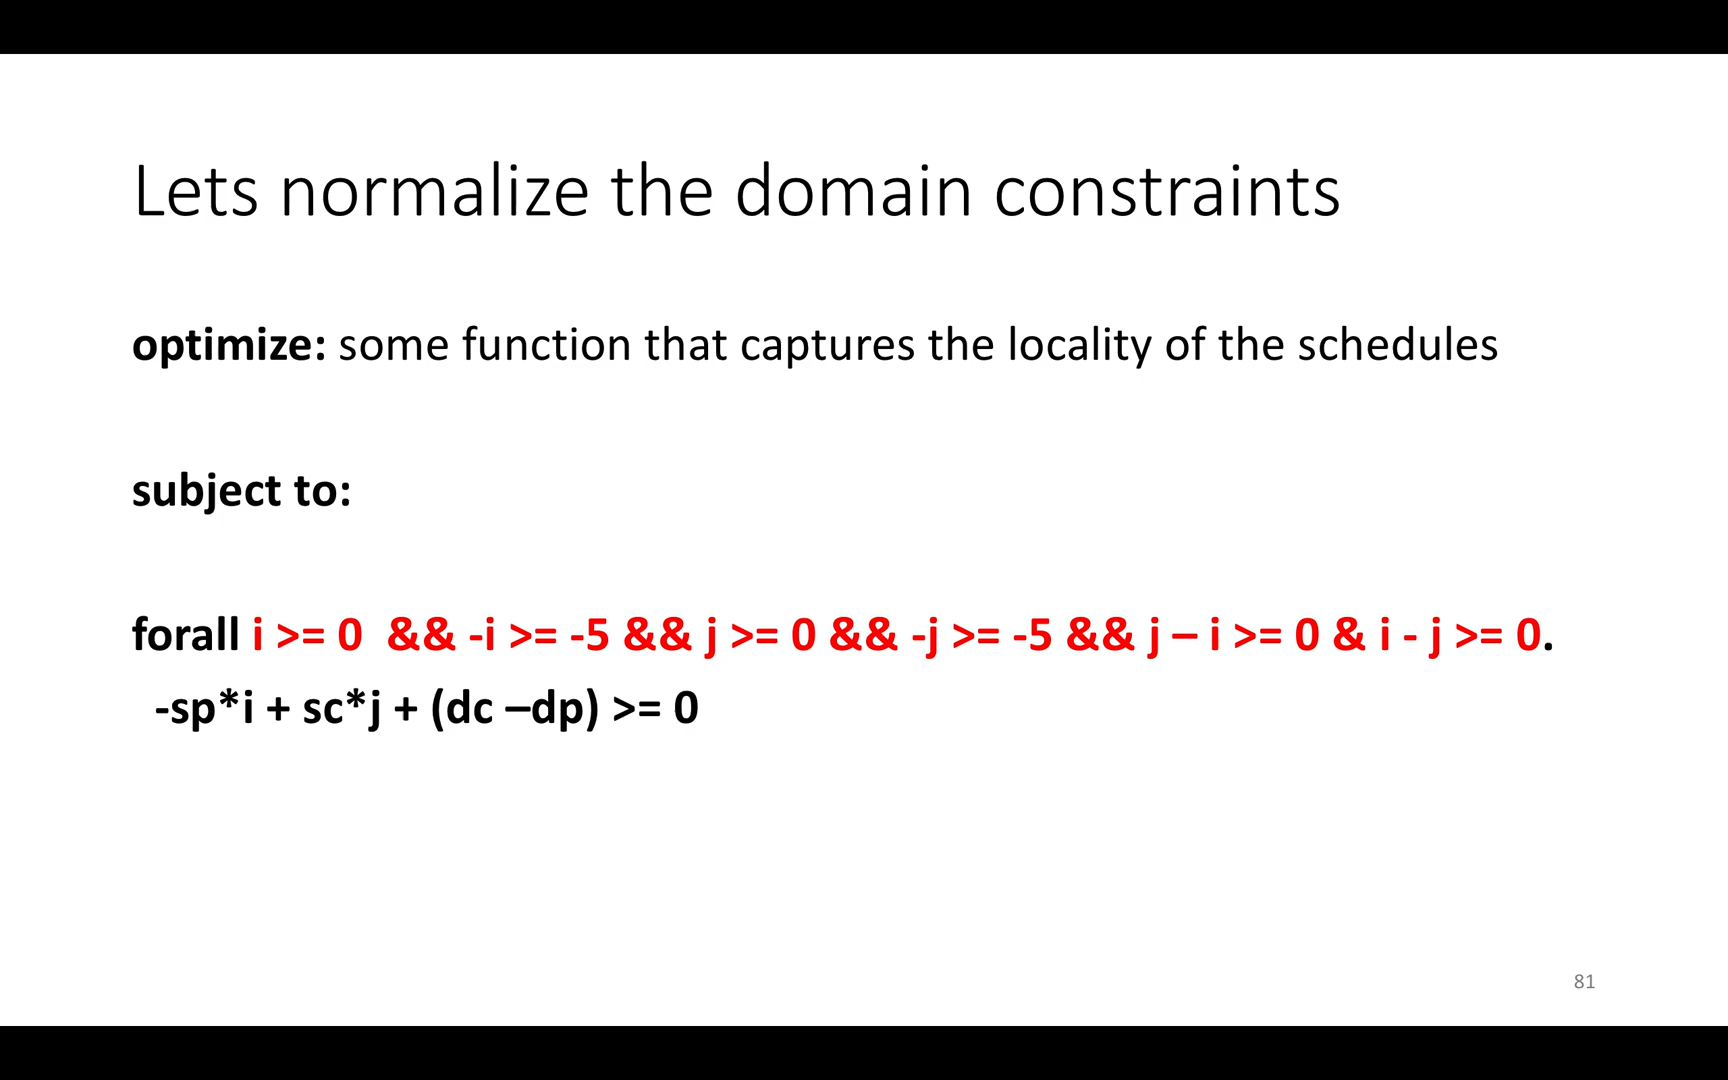 Lets normalize the domain constraints
optimize: some function that captures the locality of the schedules
subject to:
forall i >= 0  && -i >= -5 && j >= 0 && -j >= -5 && j – i >= 0 & i - j >= 0.
-sp*i + sc*j + (dc –dp) >= 0
81